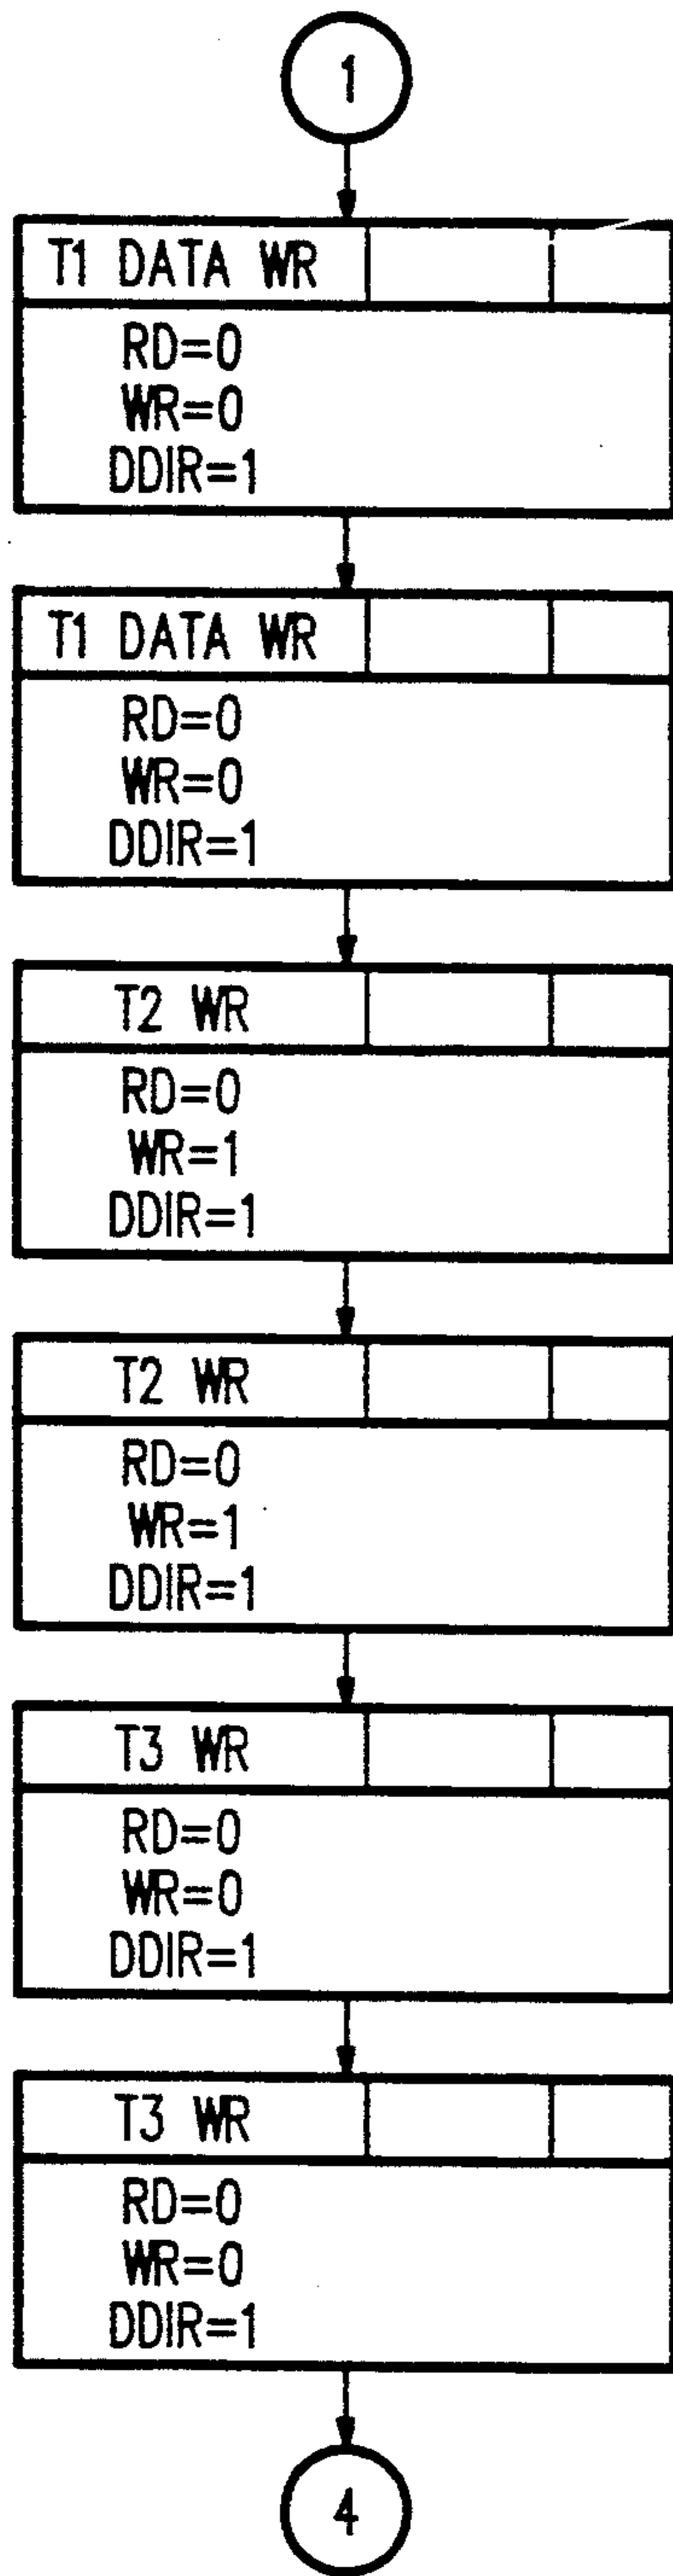 1
T1 DATA WR
RD=0
WR=0
DDIR=1
T1 DATA WR
RD=0
WR=0
DDIR=1
T2 WR
RD=0
WR=1
DDIR=1
T2 WR
RD=0
WR=1
DDIR=1
T3 WR
RD=0
WR=0
DDIR=1
T3 WR
RD=0
WR=0
DDIR=1
4